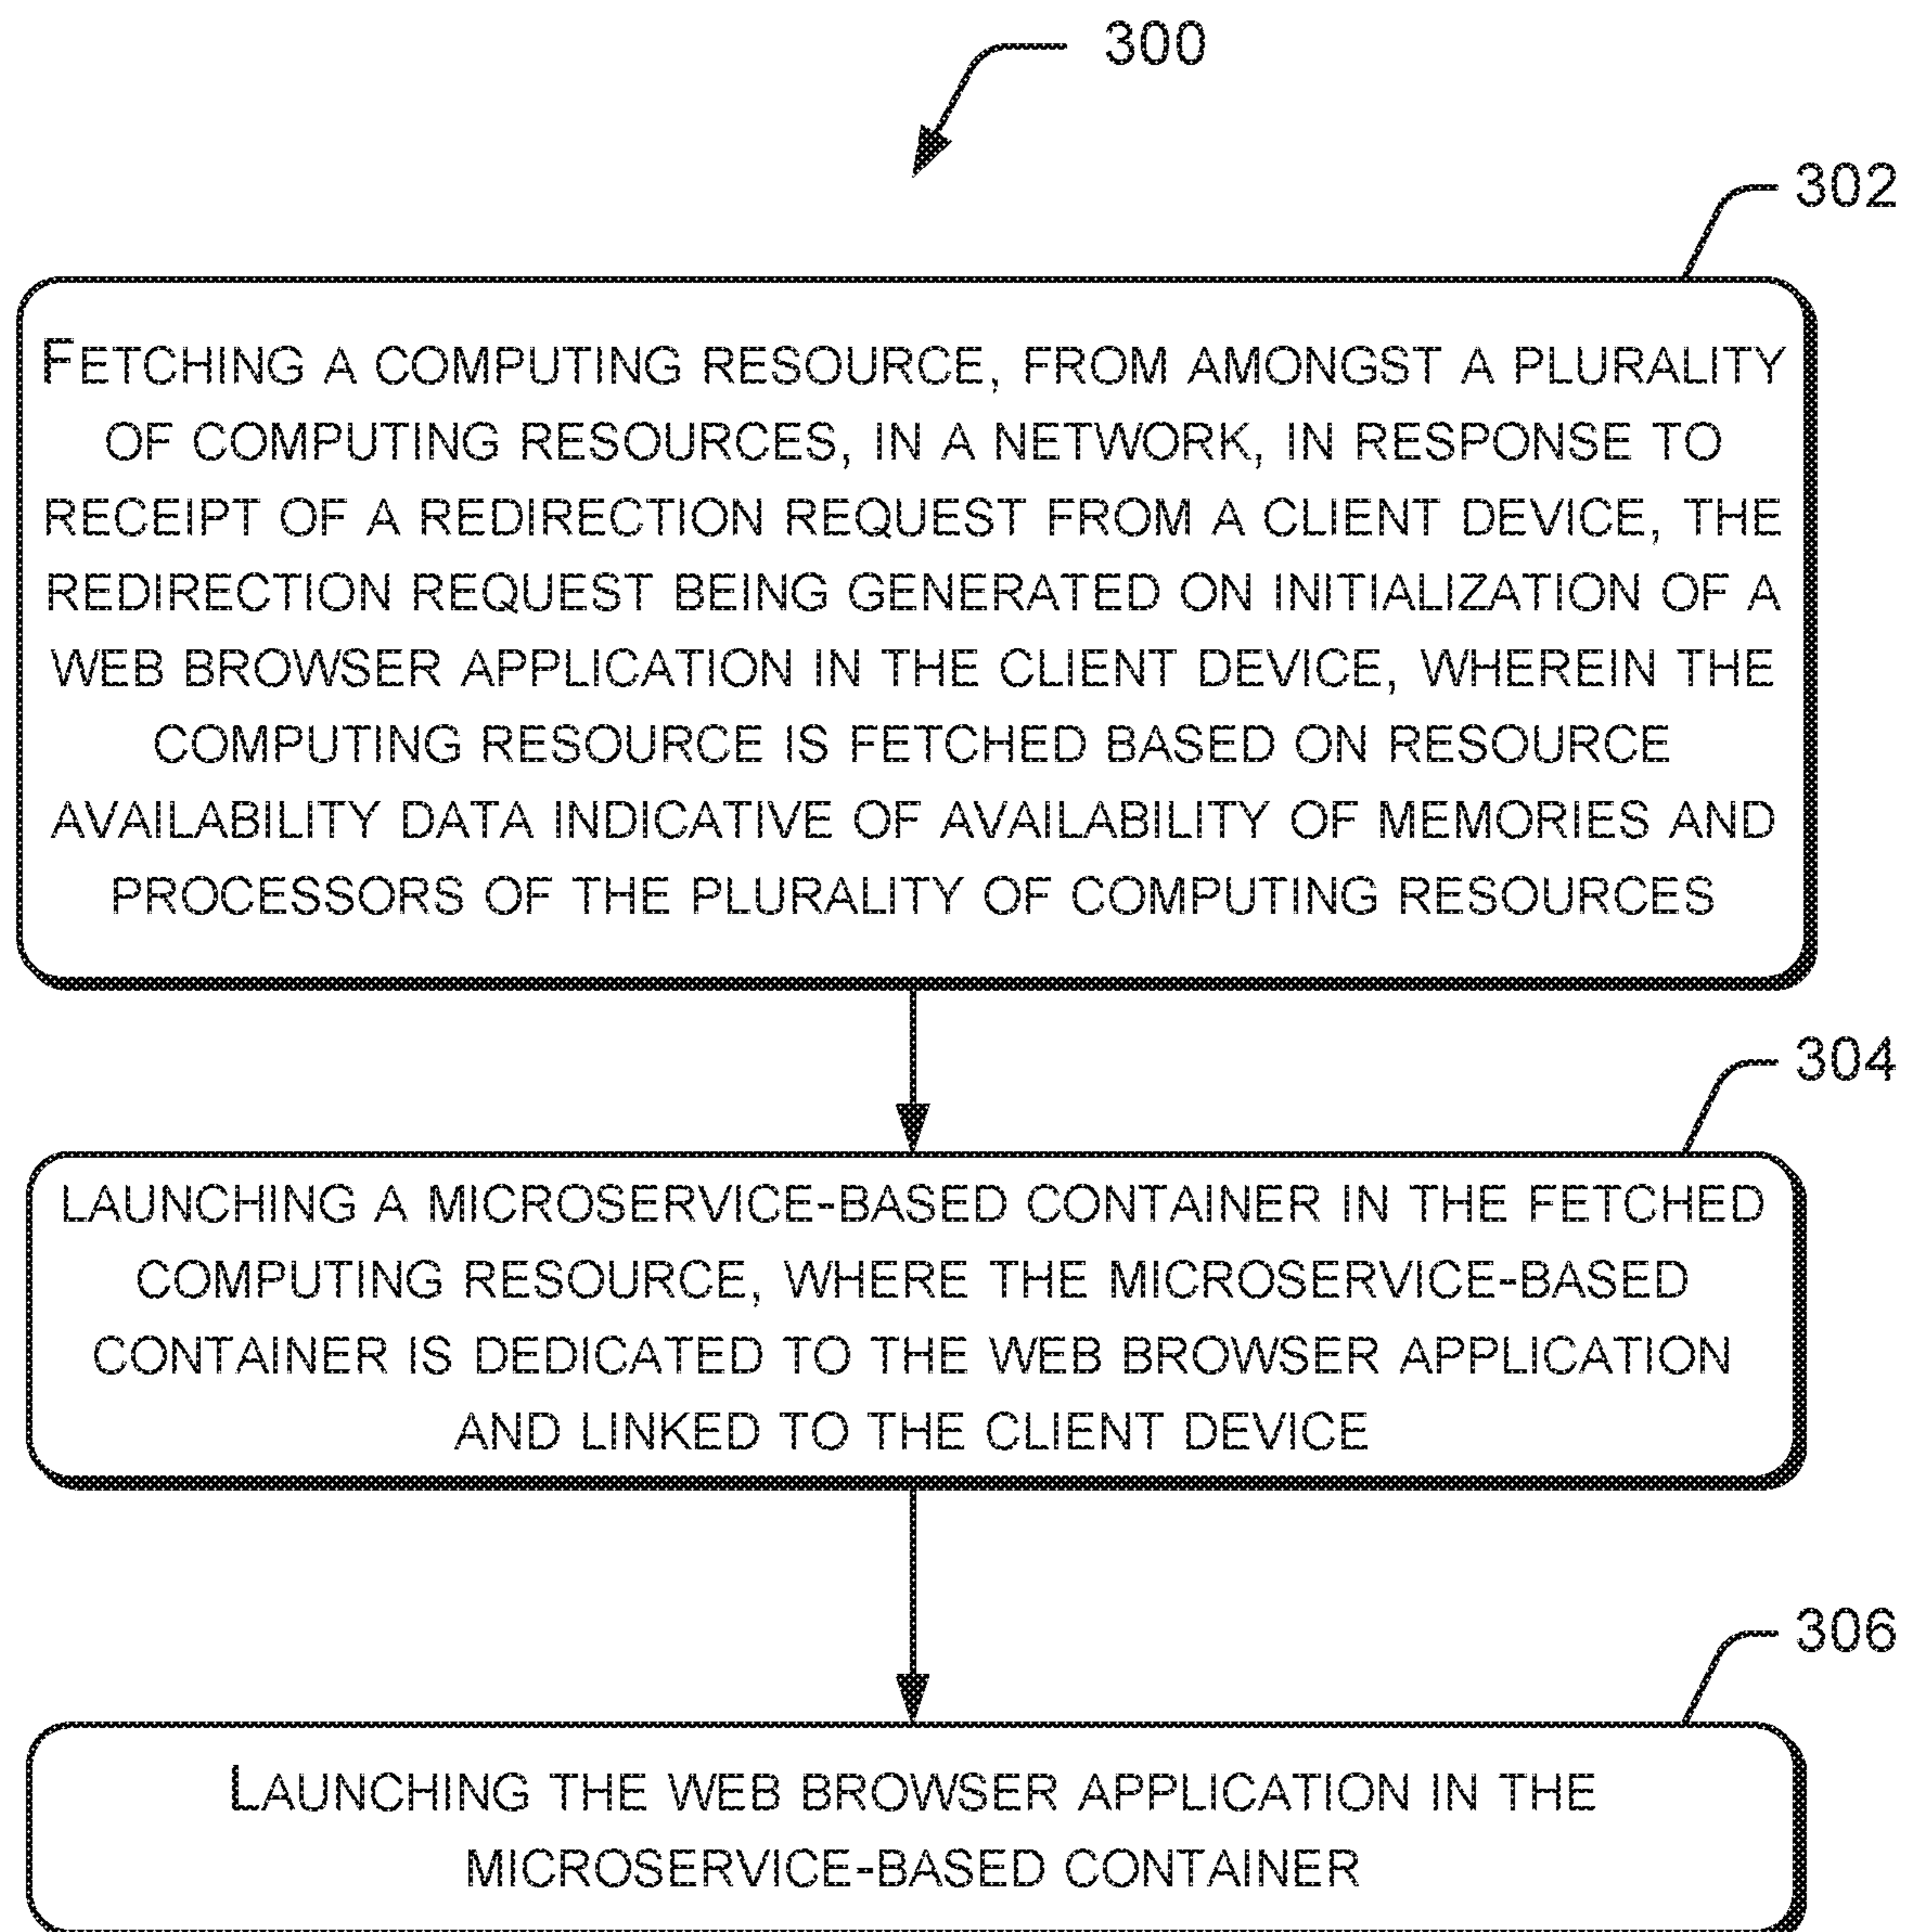 300
302
FETCHING A COMPUTING RESOURCE, FROM AMONGST A PLURALITY
OF COMPUTING RESOURCES, IN A NETWORK, IN RESPONSE TO
RECEIPT OF A REDIRECTION REQUEST FROM A CLIENT DEVICE, THE
REDIRECTION REQUEST BEING GENERATED ON INITIALIZATION OF A
WEB BROWSER APPLICATION IN THE CLIENT DEVICE, WHEREIN THE
COMPUTING RESOURCE IS FETCHED BASED ON RESOURCE
AVAILABILITY DATA INDICATIVE OF AVAILABILITY OF MEMORIES AND
PROCESSORS OF THE PLURALITY OF COMPUTING RESOURCES
304
LAUNCHING A MICROSERVICE-BASED CONTAINER IN THE FETCHED
COMPUTING RESOURCE, WHERE THE MICROSERVICE-BASED
CONTAINER IS DEDICATED TO THE WEB BROWSER APPLICATION
AND LINKED TO THE CLIENT DEVICE
306
LAUNCHING THE WEB BROWSER APPLICATION IN THE
MICROSERVICE-BASED CONTAINER